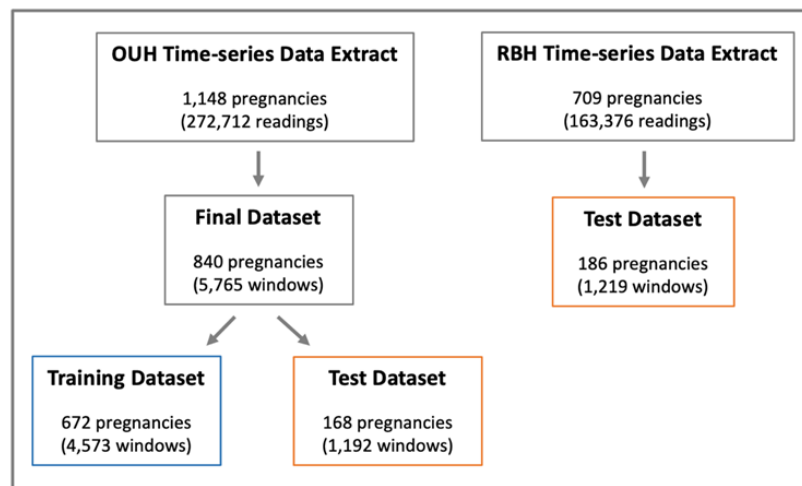 OUH Time-series Data Extract
1,148 pregnancies
(272,712 readings)
RBH Time-series Data Extract
709 pregnancies
(163,376 readings)
Final Dataset
840 pregnancies
(5,765 windows)
Test Dataset
186 pregnancies
(1,219 windows)
Training Dataset
672 pregnancies
(4,573 windows)
Test Dataset
168 pregnancies
(1,192 windows)